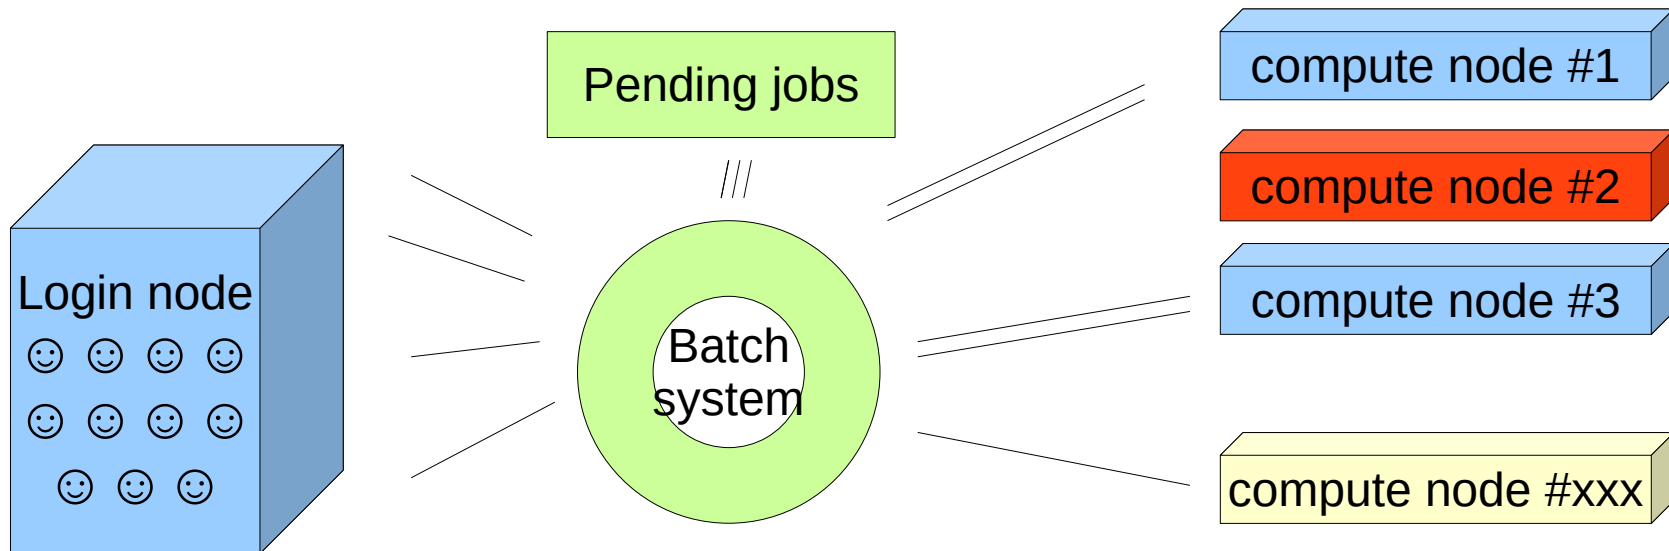 Pending jobs
Login node
Batch
system
compute node #1
compute node #2
compute node #3
compute node #xxx